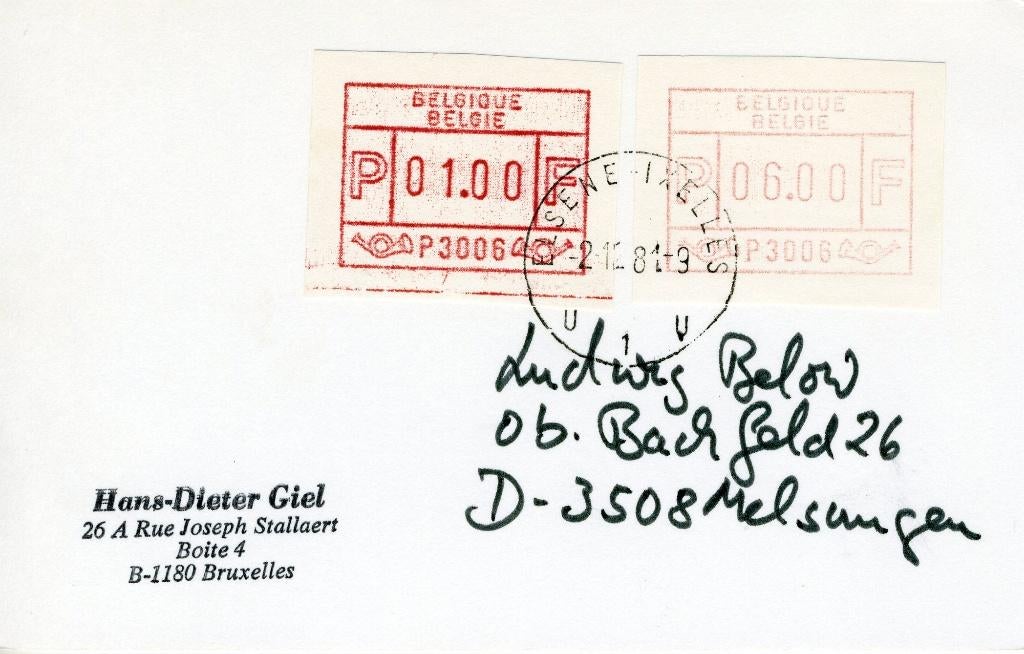 BELGIQUE
BELGIE
P 01.00 F
P3006
BELGIQUE
BELGIE
P 06.00 F
P3006
ELSENE-IXELLES
-2 12 81-9
U 1 U
Ludwig Below
Ob. Bachfeld 26
D-3508 Melsungen
Hans-Dieter Giel
26 A Rue Joseph Stallaert
Boite 4
B-1180 Bruxelles